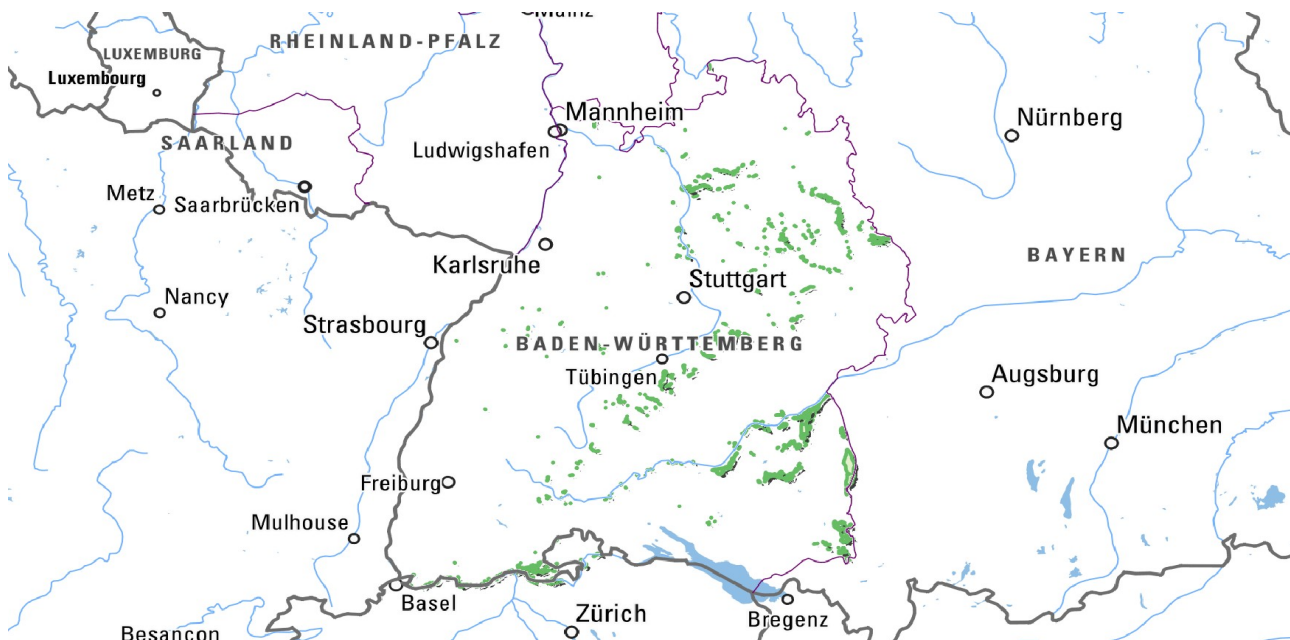 Mainz
RHEINLAND-PFALZ
LUXEMBURG
Luxembourg
Mannheim
Nürnberg
SAARLAND
Ludwigshafen
Metz
Saarbrücken
Karlsruhe
BAYERN
Stuttgart
Nancy
Strasbourg
BADEN-WÜRTTEMBERG
Tübingen
Augsburg
München
Freiburg
Mulhouse
Basel
Zürich
Bregenz
Besançon